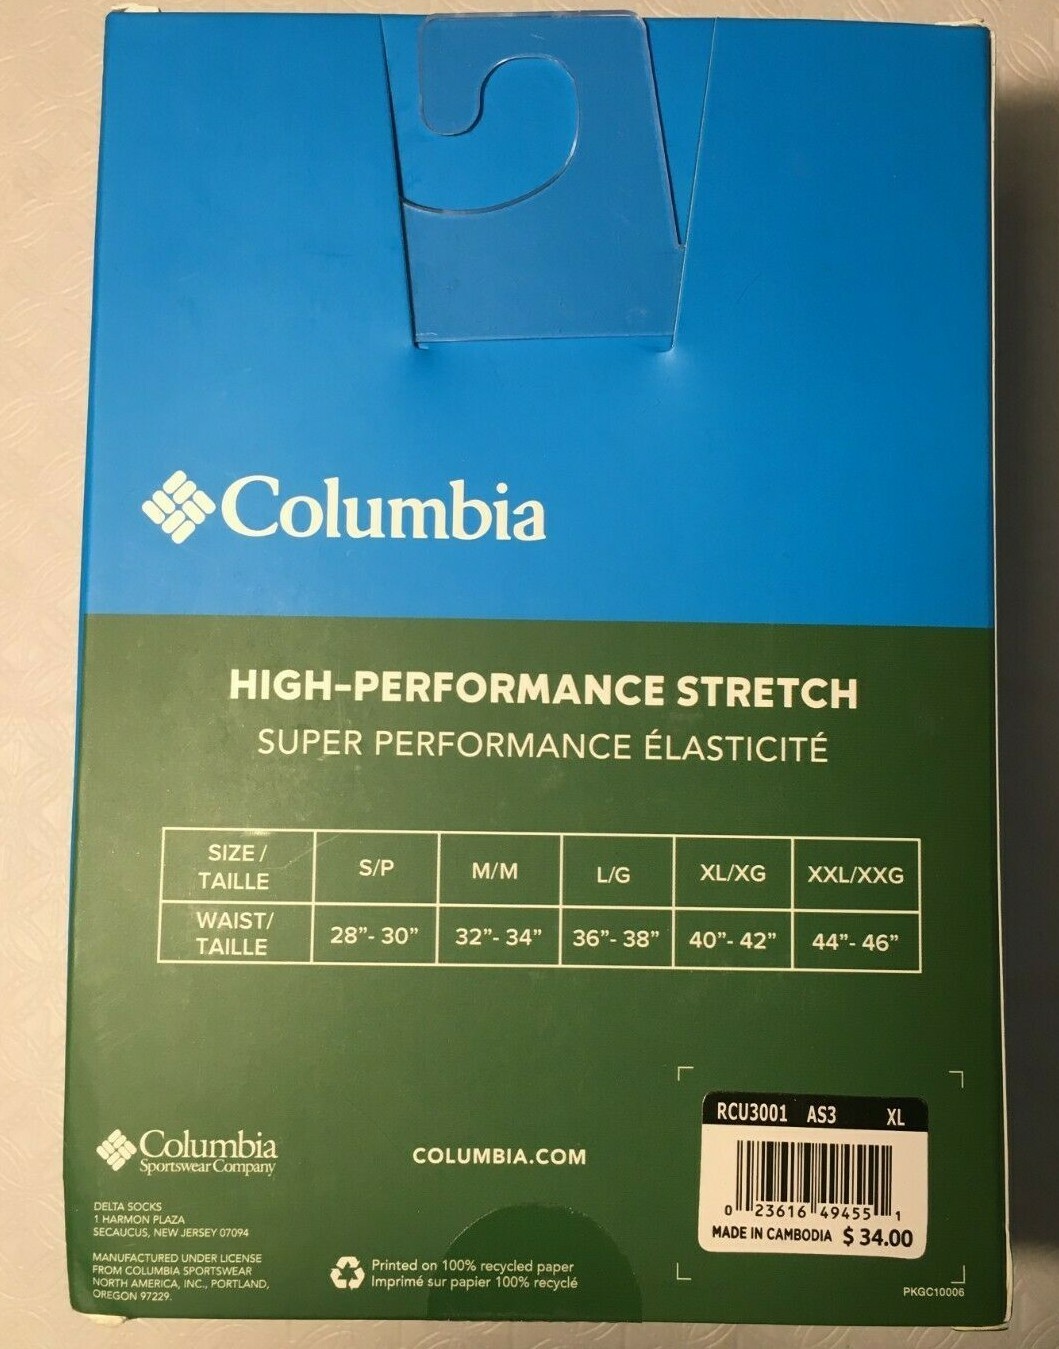 Columbia
HIGH-PERFORMANCE STRETCH
SUPER PERFORMANCE ÉLASTICITÉ
SIZE / TAILLE S/P M/M L/G XL/XG XXL/XXG
WAIST/ TAILLE 28”- 30” 32”- 34” 36”- 38” 40”- 42” 44”- 46”
Columbia
Sportswear Company
COLUMBIA.COM
DELTA SOCKS
1 HARMON PLAZA
SECAUCUS, NEW JERSEY 07094
MANUFACTURED UNDER LICENSE
FROM COLUMBIA SPORTSWEAR
NORTH AMERICA, INC., PORTLAND,
OREGON 97229.
Printed on 100% recycled paper
Imprimé sur papier 100% recyclé
RCU3001 AS3 XL
0 23616 49455 1
MADE IN CAMBODIA $ 34.00
PKGC10006